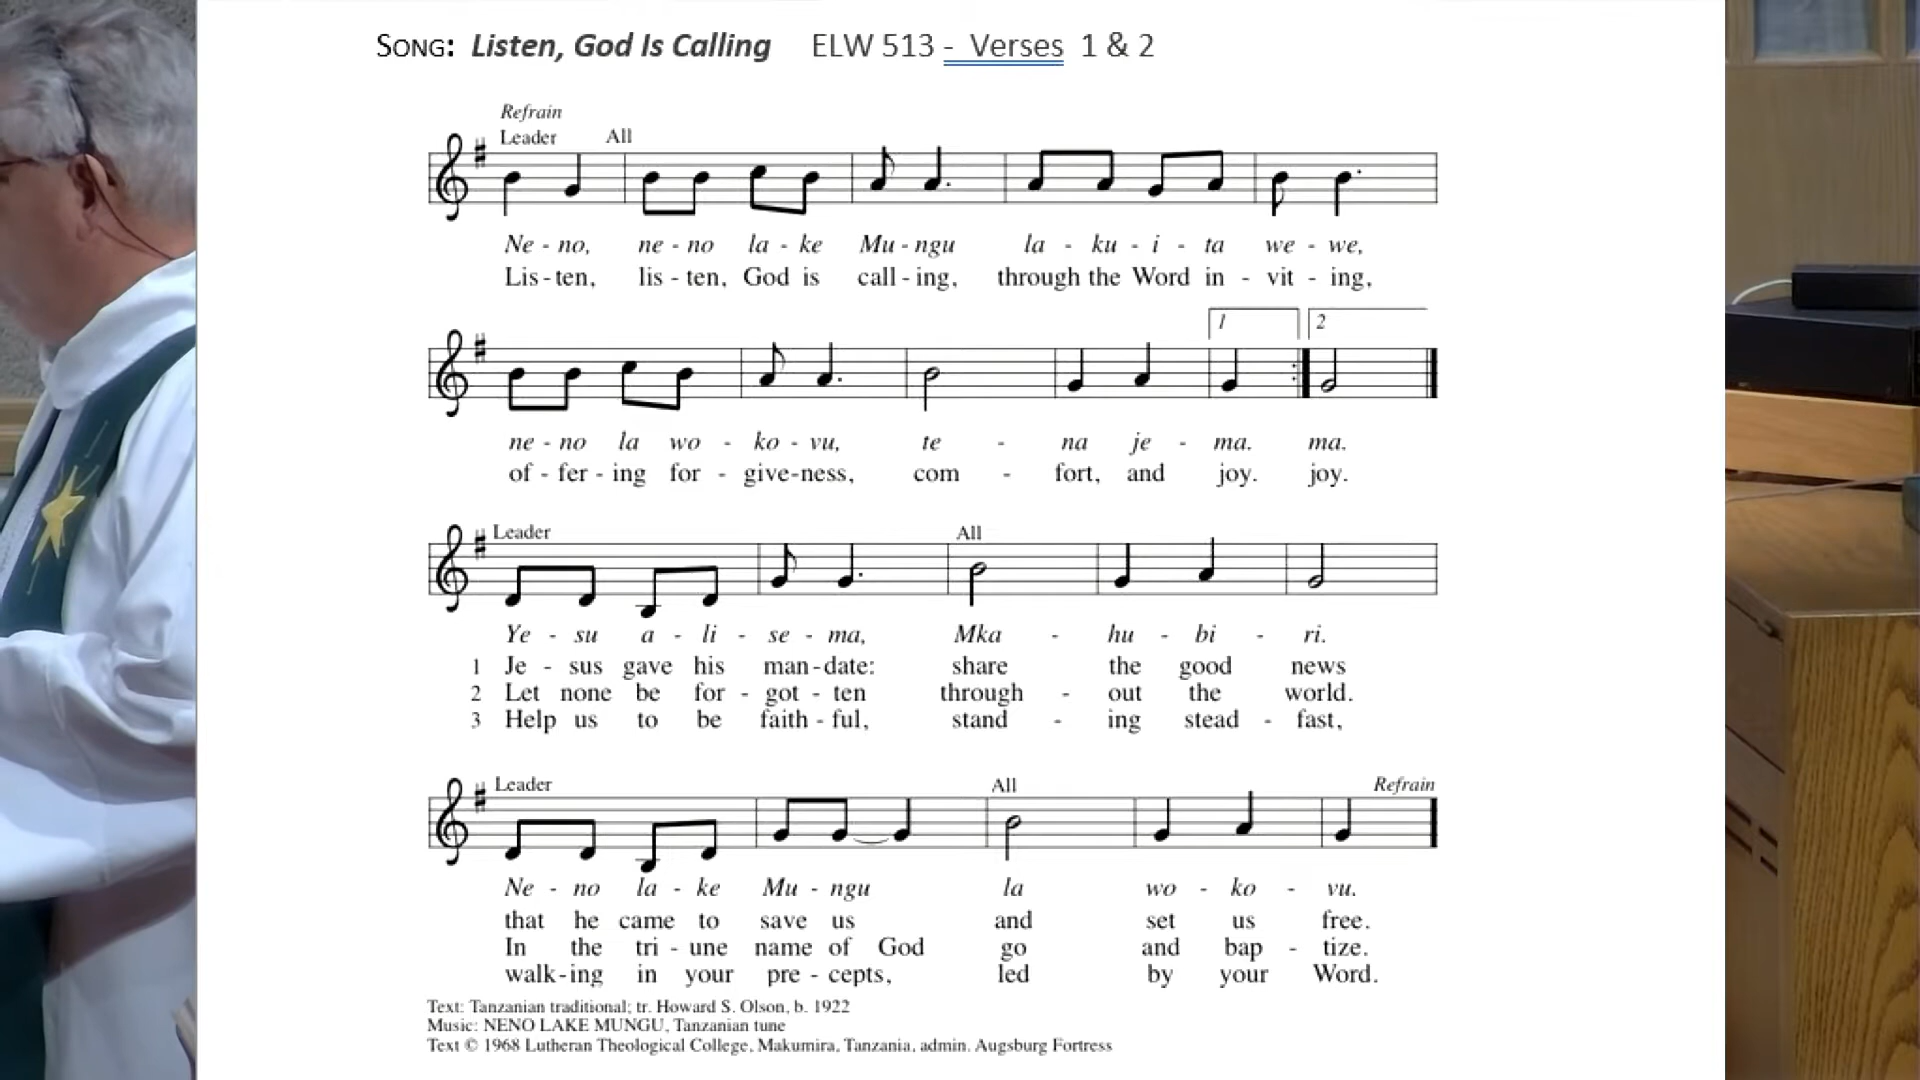 SONG: Listen, God Is Calling ELW 513 - Verses 1 & 2
Refrain
Leader All
Ne - no, ne - no la - ke Mu - ngu la - ku - i - ta we - we,
Lis - ten, lis - ten, God is call - ing, through the Word in - vit - ing,
1 2
ne - no la wo - ko - vu, te - na je - ma. ma.
of - fer - ing for - give - ness, com - fort, and joy. joy.
Leader All
Ye - su a - li - se - ma, Mka - hu - bi - ri.
1 Je - sus gave his man - date: share the good news
2 Let none be for - got - ten through - out the world.
3 Help us to be faith - ful, stand - ing stead - fast,
Leader All Refrain
Ne - no la - ke Mu - ngu la wo - ko - vu.
that he came to save us and set us free.
In the tri - une name of God go and bap - tize.
walk - ing in your pre - cepts, led by your Word.
Text: Tanzanian traditional; tr. Howard S. Olson, b. 1922
Music: NENO LAKE MUNGU, Tanzanian tune
Text © 1968 Lutheran Theological College, Makumira, Tanzania, admin. Augsburg Fortress